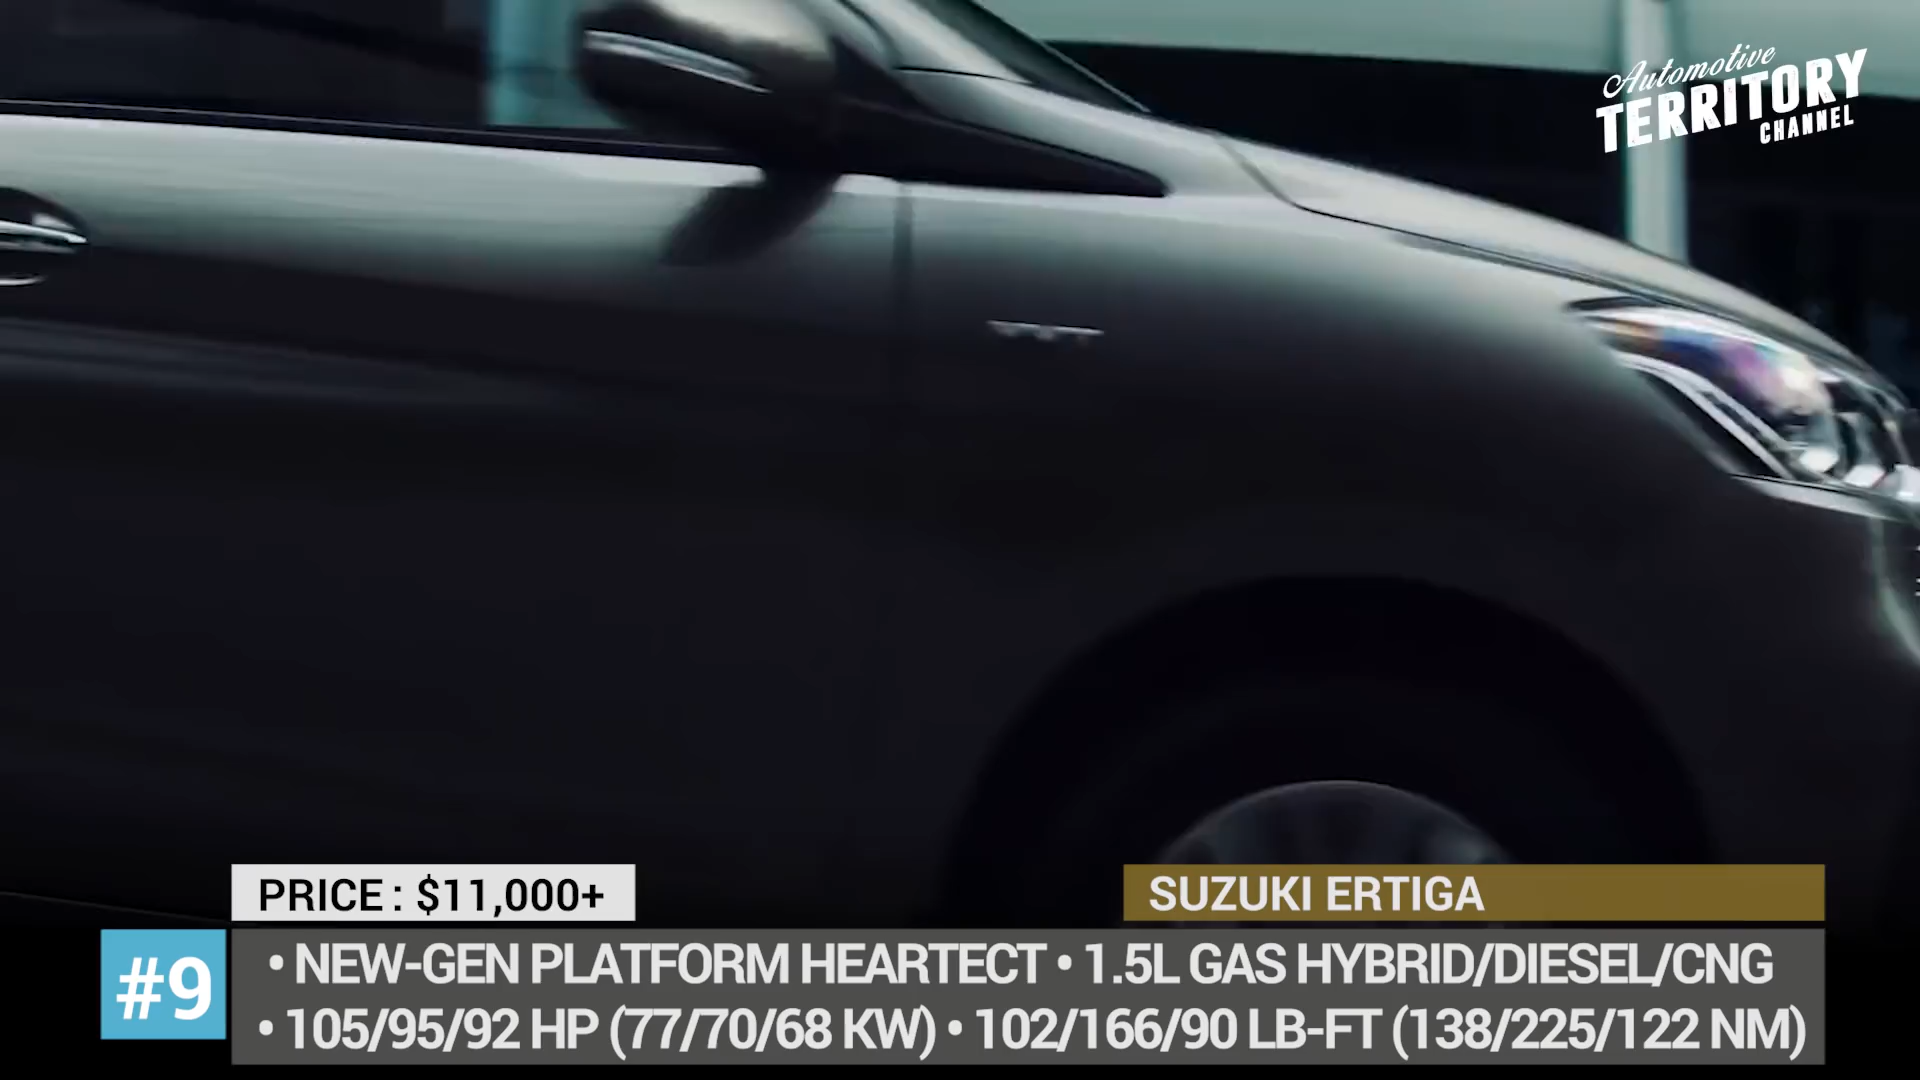 Automotive
TERRITORY
CHANNEL
PRICE: $11,000+
SUZUKI ERTIGA
#9
• NEW-GEN PLATFORM HEARTECT • 1.5L GAS HYBRID/DIESEL/CNG
• 105/95/92 HP (77/70/68 KW) • 102/166/90 LB-FT (138/225/122 NM)